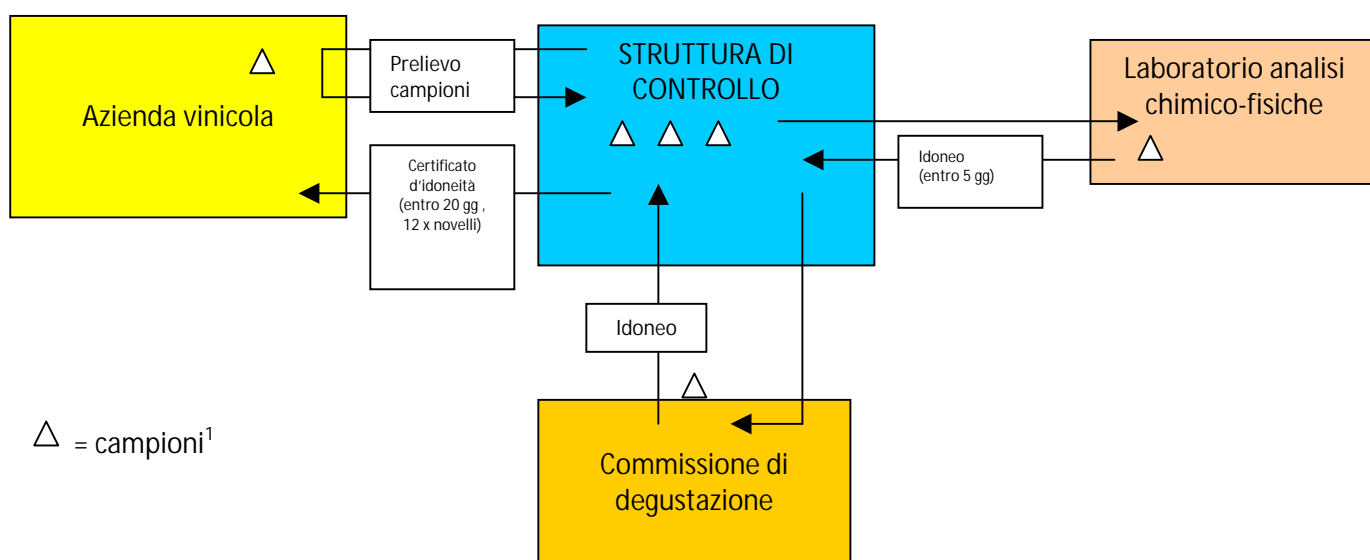 Azienda vinicola
Prelievo
campioni
STRUTTURA DI
CONTROLLO
Laboratorio analisi
chimico-fisiche
Certificato
d'idoneità
(entro 20 gg ,
12 x novelli)
Idoneo
(entro 5 gg)
Idoneo
Commissione di
degustazione
= campioni¹